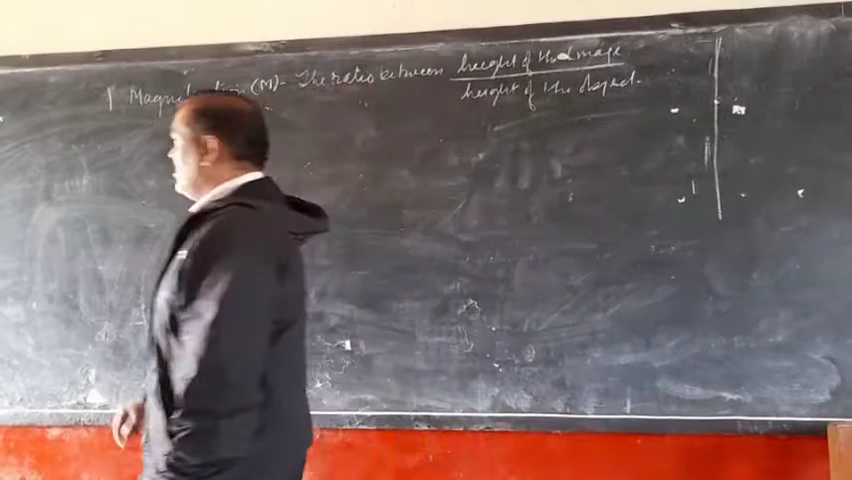 Magnification (M)- The ratio between height of the image
height of the object.